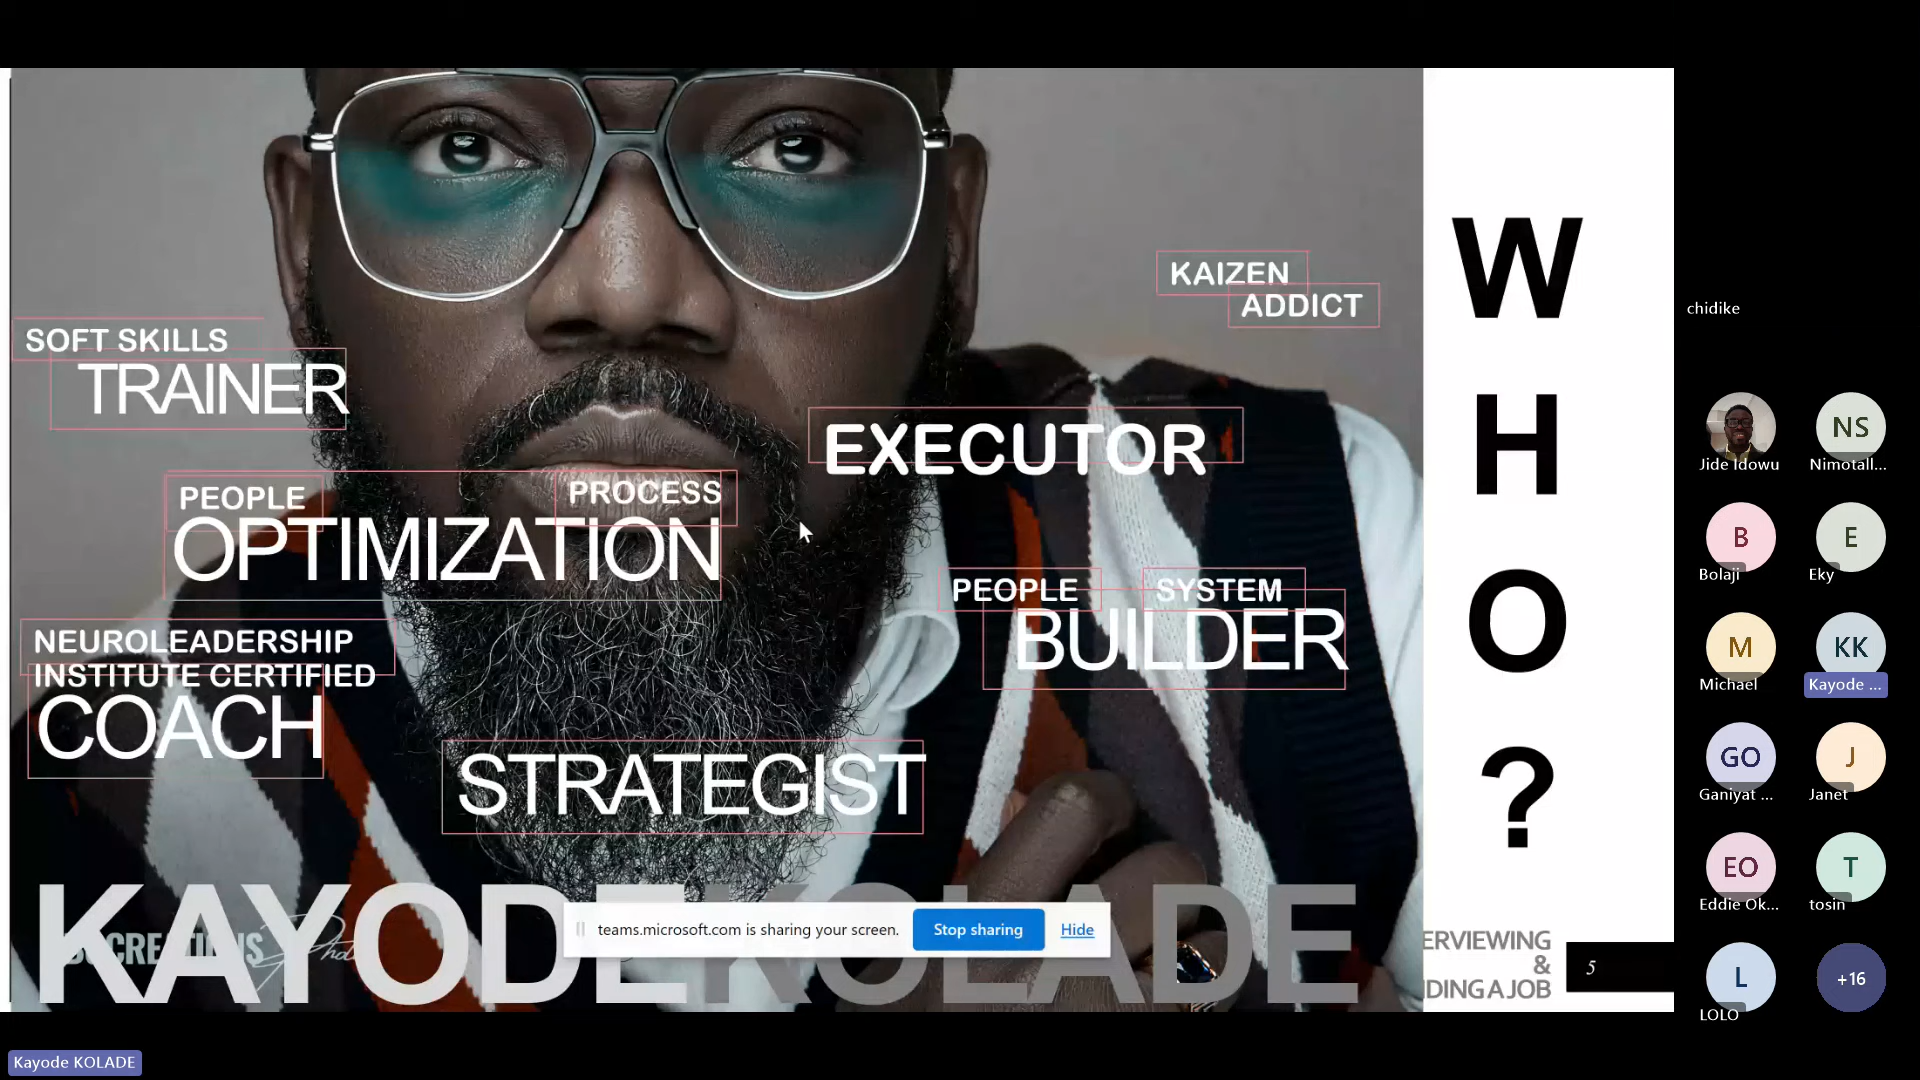 KAIZEN
ADDICT
SOFT SKILLS
TRAINER
EXECUTOR
PEOPLE PROCESS
OPTIMIZATION
PEOPLE SYSTEM
BUILDER
NEUROLEADERSHIP
INSTITUTE CERTIFIED
COACH
STRATEGIST
KAYODE KOLADE
W
H
O
?
ERVIEWING
&
DING A JOB
5
teams.microsoft.com is sharing your screen.
Stop sharing
Hide
chidike
Jide Idowu
NS
Nimotall...
B
Bolaji
E
Eky
M
Michael
KK
Kayode ...
GO
Ganiyat ...
J
Janet
EO
Eddie Ok...
T
tosin
L
LOLO
+16
Kayode KOLADE